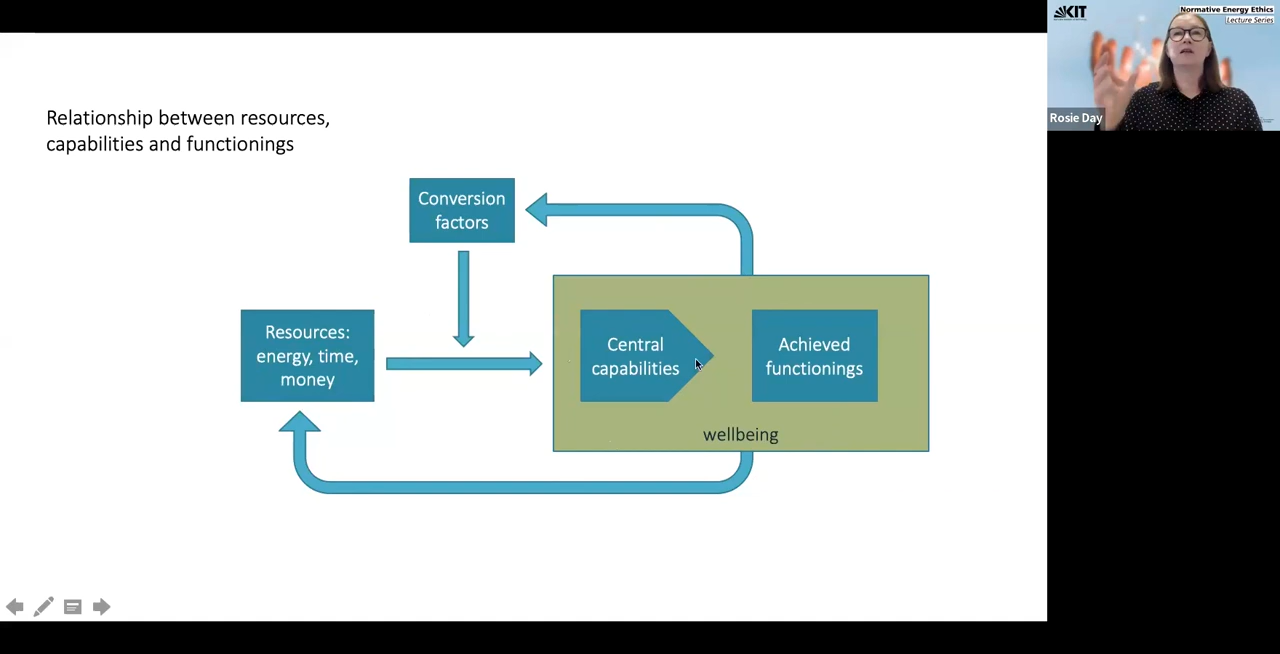 Relationship between resources,
capabilities and functionings
Conversion
factors
Resources:
energy, time,
money
Central
capabilities
Achieved
functionings
wellbeing
KIT
Normative Energy Ethics
Lecture Series
Rosie Day